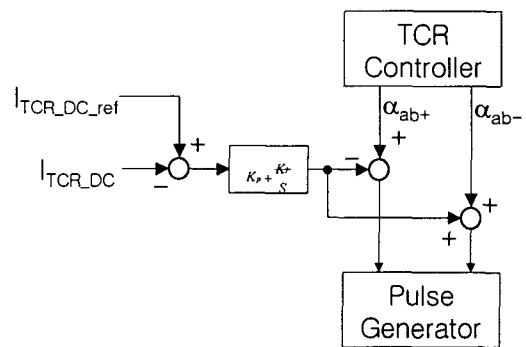 TCR
Controller
I_TCR_DC_ref
α_ab+
α_ab−
+
+
I_TCR_DC
−
K_P + K_I
S
−
+
+
Pulse
Generator